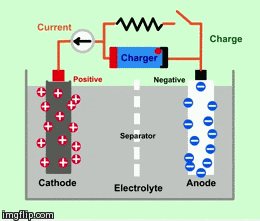 Current
Charge
Charger
Positive
Negative
Separator
Cathode
Electrolyte
Anode
imgflip.com